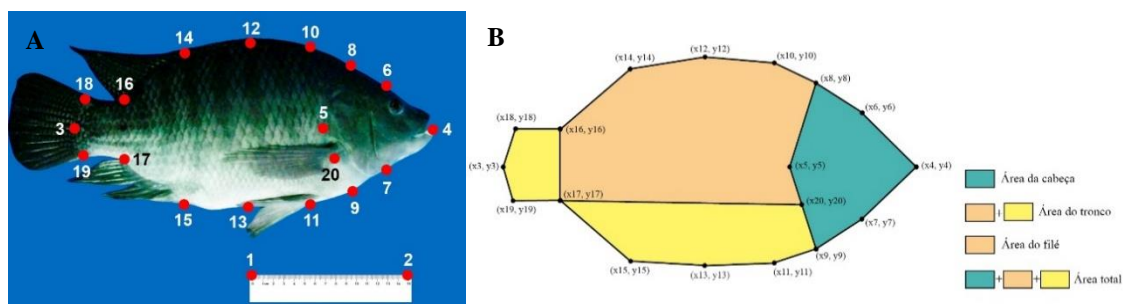 A
B
12
10
14
8
6
18
16
3
5
4
19
17
20
7
9
15
13
11
1
2
(x12, y12)
(x10, y10)
(x14, y14)
(x8, y8)
(x6, y6)
(x18, y18)
(x16, y16)
(x3, y3)
(x5, y5)
(x4, y4)
(x17, y17)
(x19, y19)
(x20, y20)
(x7, y7)
(x9, y9)
(x15, y15)
(x13, y13)
(x11, y11)
Área da cabeça
+ Área do tronco
Área do filé
+ + Área total